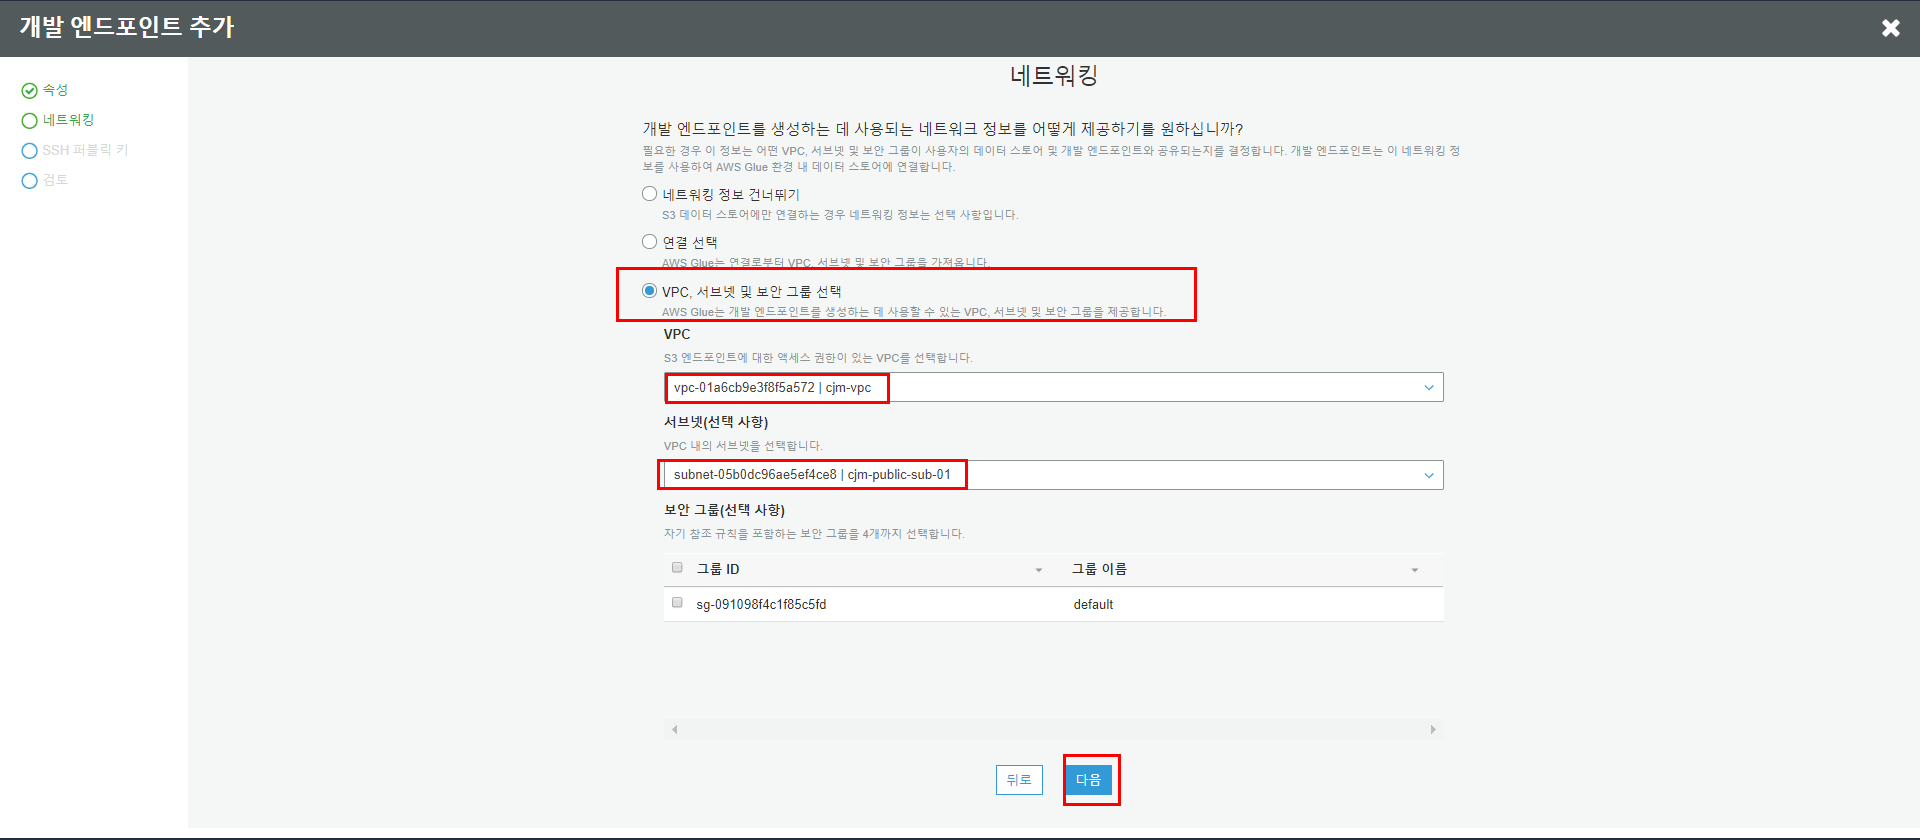 개발 엔드포인트 추가
속성
네트워킹
SSH 퍼블릭 키
검토
네트워킹
개발 엔드포인트를 생성하는 데 사용되는 네트워크 정보를 어떻게 제공하기를 원하십니까?
필요한 경우 이 정보는 어떤 VPC, 서브넷 및 보안 그룹이 사용자의 데이터 스토어 및 개발 엔드포인트와 공유되는지를 결정합니다. 개발 엔드포인트는 이 네트워킹 정
보를 사용하여 AWS Glue 환경 내 데이터 스토어에 연결합니다.
네트워킹 정보 건너뛰기
S3 데이터 스토어에만 연결하는 경우 네트워킹 정보는 선택 사항입니다.
연결 선택
AWS Glue는 연결로부터 VPC, 서브넷 및 보안 그룹을 가져옵니다.
VPC, 서브넷 및 보안 그룹 선택
AWS Glue는 개발 엔드포인트를 생성하는 데 사용할 수 있는 VPC, 서브넷 및 보안 그룹을 제공합니다.
VPC
S3 엔드포인트에 대한 액세스 권한이 있는 VPC를 선택합니다.
vpc-01a6cb9e3f8f5a572 | cjm-vpc
서브넷(선택 사항)
VPC 내의 서브넷을 선택합니다.
subnet-05b0dc96ae5ef4ce8 | cjm-public-sub-01
보안 그룹(선택 사항)
자기 참조 규칙을 포함하는 보안 그룹을 4개까지 선택합니다.
그룹 ID 그룹 이름
sg-091098f4c1f85c5fd default
뒤로 다음